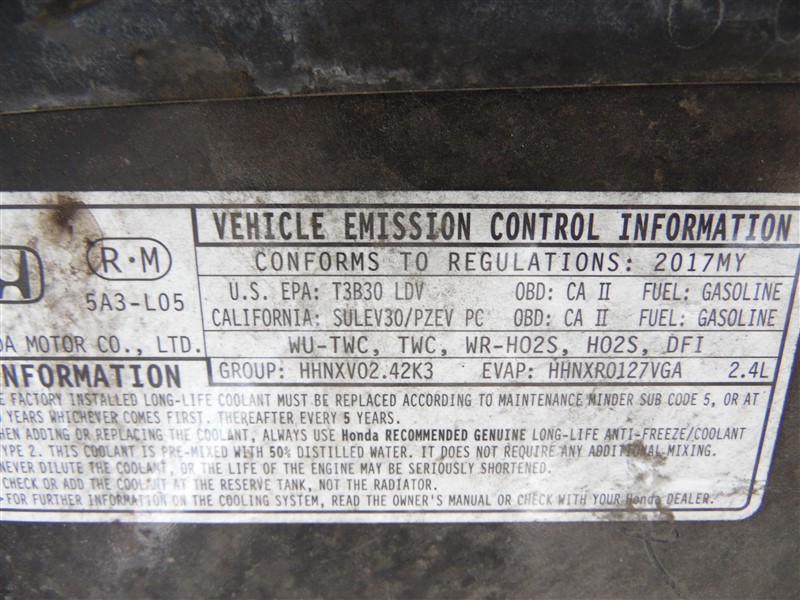 VEHICLE EMISSION CONTROL INFORMATION
R·M
CONFORMS TO REGULATIONS: 2017MY
5A3-L05
U.S. EPA: T3B30 LDV OBD: CA II FUEL: GASOLINE
CALIFORNIA: SULEV30/PZEV PC OBD: CA II FUEL: GASOLINE
DA MOTOR CO., LTD.
WU-TWC, TWC, WR-HO2S, HO2S, DFI
NFORMATION
GROUP: HHNXV02.42K3 EVAP: HHNXR0127VGA 2.4L
E FACTORY INSTALLED LONG-LIFE COOLANT MUST BE REPLACED ACCORDING TO MAINTENANCE MINDER SUB CODE 5, OR AT
YEARS WHICHEVER COMES FIRST. THEREAFTER EVERY 5 YEARS.
HEN ADDING OR REPLACING THE COOLANT, ALWAYS USE Honda RECOMMENDED GENUINE LONG-LIFE ANTI-FREEZE/COOLANT
YPE 2. THIS COOLANT IS PRE-MIXED WITH 50% DISTILLED WATER. IT DOES NOT REQUIRE ANY ADDITIONAL MIXING.
NEVER DILUTE THE COOLANT, OR THE LIFE OF THE ENGINE MAY BE SERIOUSLY SHORTENED.
CHECK OR ADD THE COOLANT AT THE RESERVE TANK, NOT THE RADIATOR.
FOR FURTHER INFORMATION ON THE COOLING SYSTEM, READ THE OWNER'S MANUAL OR CHECK WITH YOUR Honda DEALER.